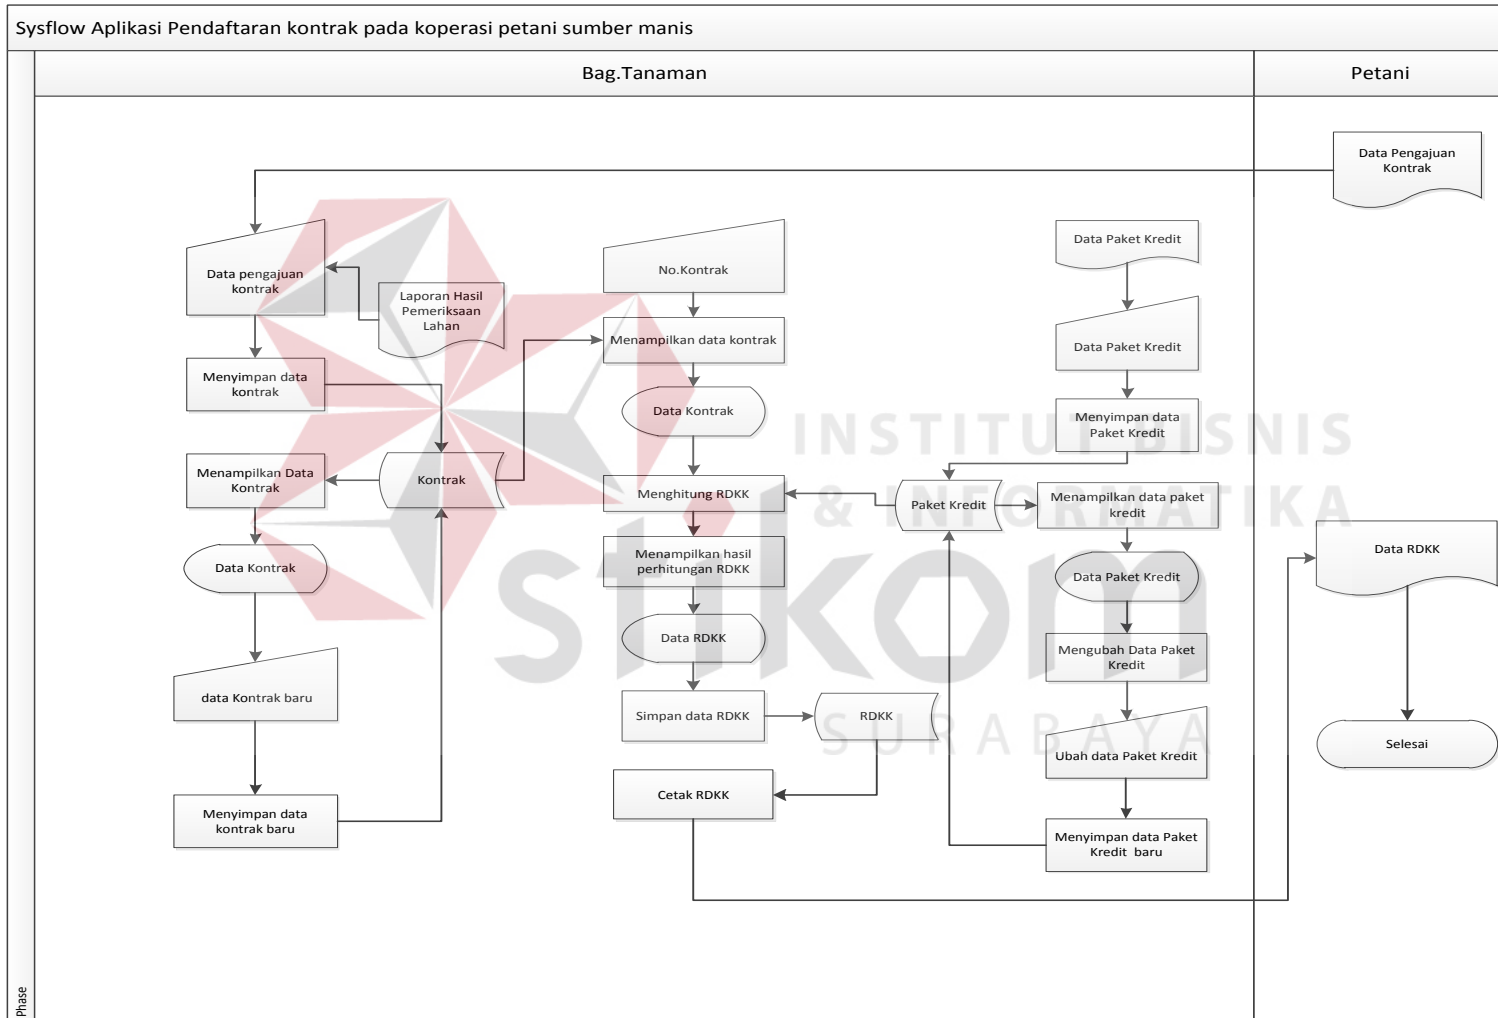 Sysflow Aplikasi Pendaftaran kontrak pada koperasi petani sumber manis
Bag.Tanaman
Petani
Data Pengajuan
Kontrak
Data pengajuan
kontrak
Laporan Hasil
Pemeriksaan
Lahan
Menyimpan data
kontrak
Menampilkan Data
Kontrak
Kontrak
Data Kontrak
data Kontrak baru
Menyimpan data
kontrak baru
No.Kontrak
Menampilkan data kontrak
Data Kontrak
Menghitung RDKK
Menampilkan hasil
perhitungan RDKK
Data RDKK
Simpan data RDKK
RDKK
Cetak RDKK
Data Paket Kredit
Data Paket Kredit
Menyimpan data
Paket Kredit
Paket Kredit
Menampilkan data paket
kredit
Data Paket Kredit
Mengubah Data Paket
Kredit
Ubah data Paket Kredit
Menyimpan data Paket
Kredit baru
Data RDKK
Selesai
INSTITUT BISNIS
& INFORMATIKA
stikom
SURABAYA
Phase